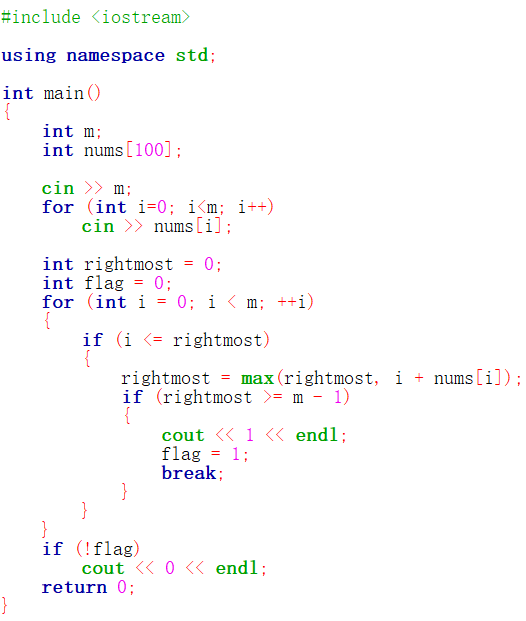 #include <iostream>
using namespace std;
int main()
{
    int m;
    int nums[100];
    cin >> m;
    for (int i=0; i<m; i++)
        cin >> nums[i];
    int rightmost = 0;
    int flag = 0;
    for (int i = 0; i < m; ++i)
    {
        if (i <= rightmost)
        {
            rightmost = max(rightmost, i + nums[i]);
            if (rightmost >= m - 1)
            {
                cout << 1 << endl;
                flag = 1;
                break;
            }
        }
    }
    if (!flag)
        cout << 0 << endl;
    return 0;
}